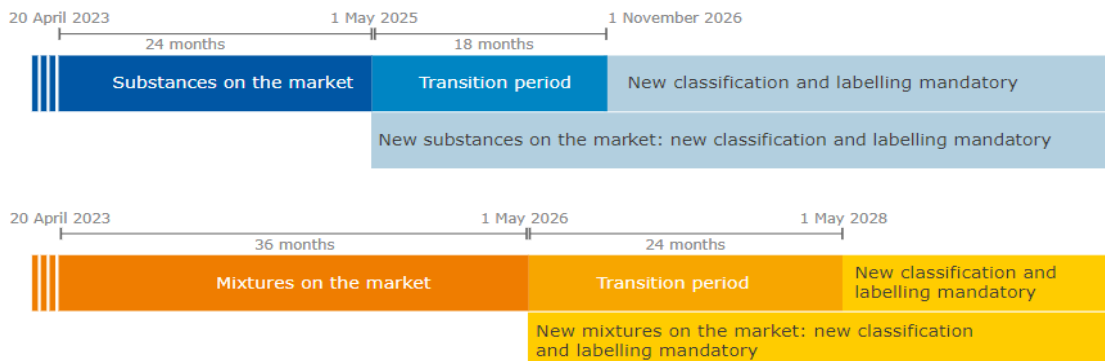 20 April 2023
1 May 2025
1 November 2026
24 months
18 months
Substances on the market
Transition period
New classification and labelling mandatory
New substances on the market: new classification and labelling mandatory
20 April 2023
1 May 2026
1 May 2028
36 months
24 months
Mixtures on the market
Transition period
New classification and
labelling mandatory
New mixtures on the market: new classification
and labelling mandatory